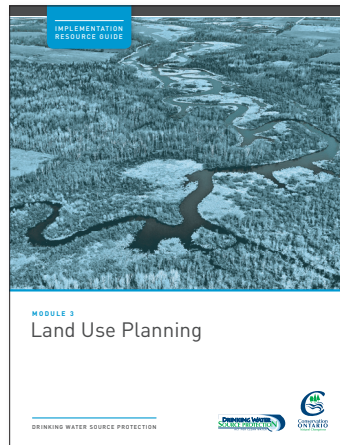 IMPLEMENTATION
RESOURCE GUIDE
MODULE 3
Land Use Planning
DRINKING WATER SOURCE PROTECTION
DRINKING WATER
SOURCE PROTECTION
Conservation
ONTARIO